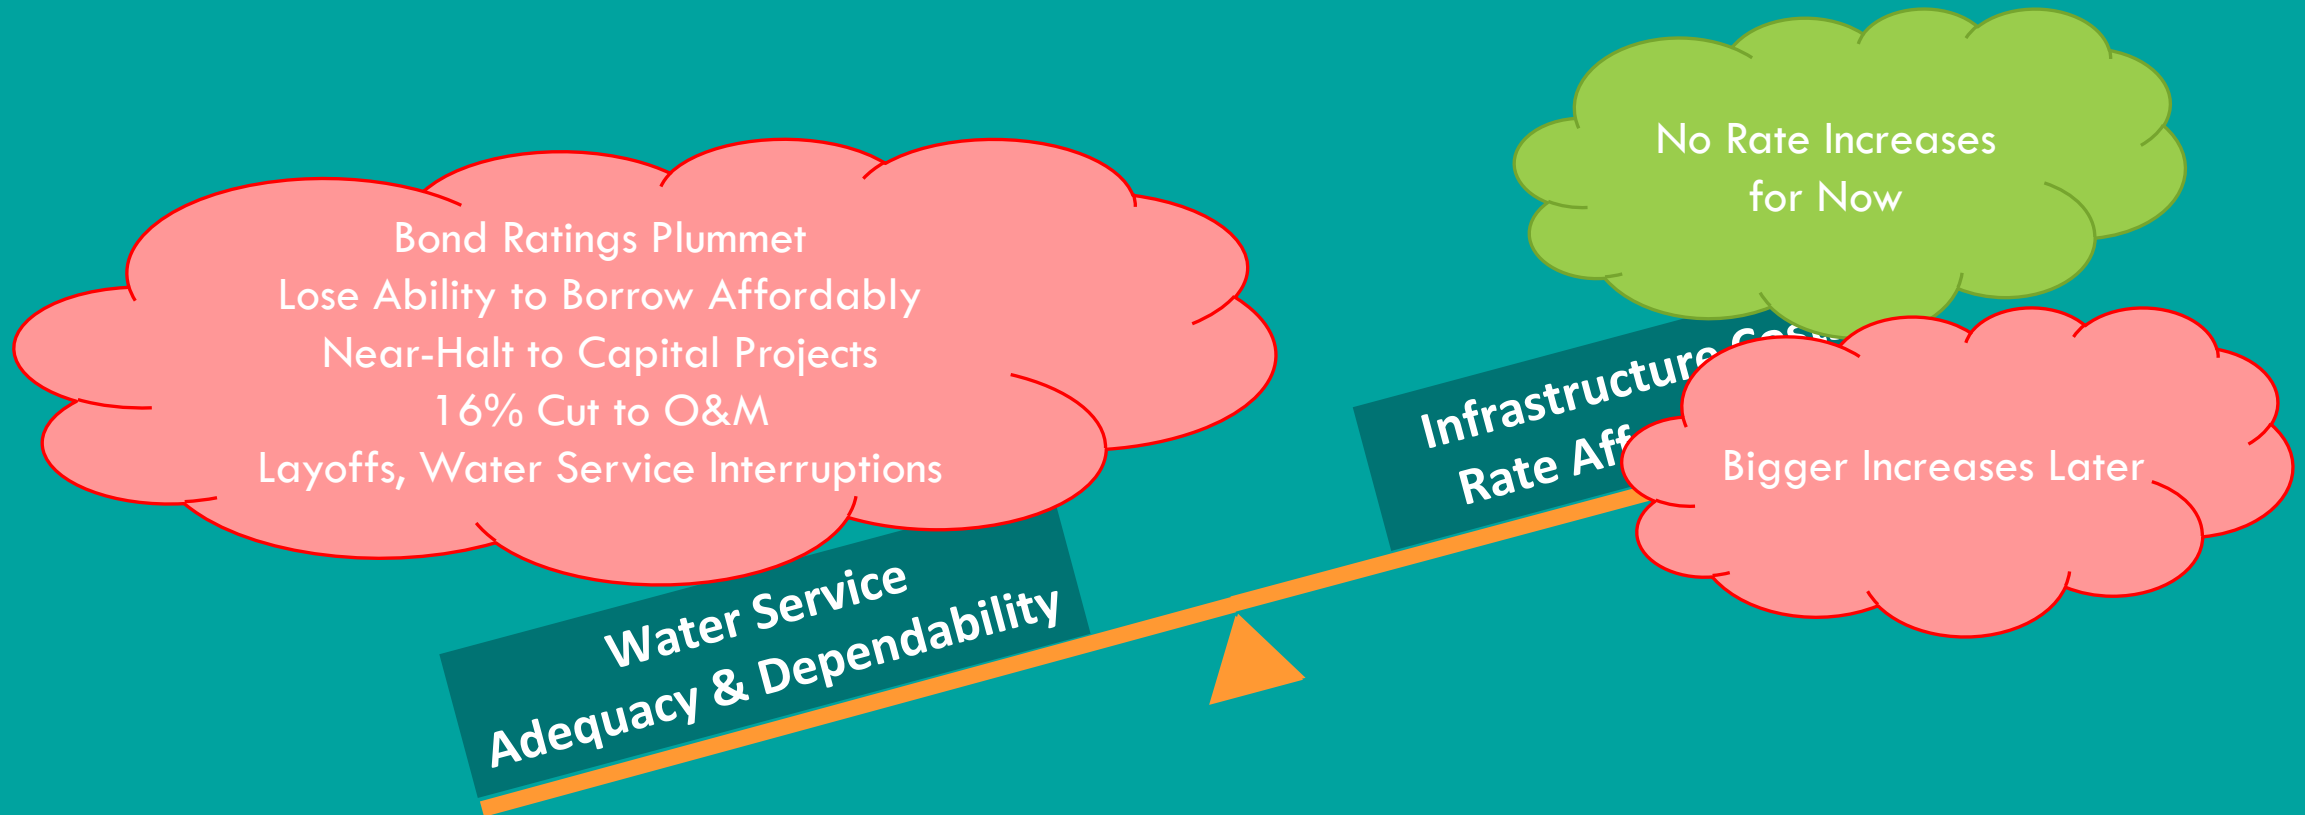 Bond Ratings Plummet
Lose Ability to Borrow Affordably
Near-Halt to Capital Projects
16% Cut to O&M
Layoffs, Water Service Interruptions
Water Service
Adequacy & Dependability
No Rate Increases
for Now
Infrastructure
Rate
Bigger Increases Later